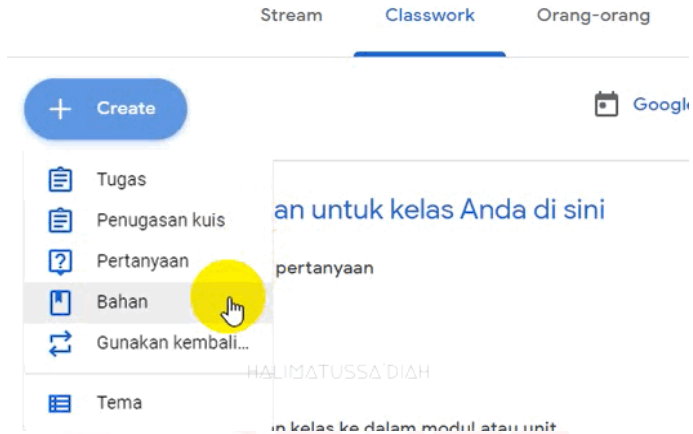 Stream Classwork Orang-orang
Create Google
Tugas
an untuk kelas Anda di sini
Penugasan kuis
Pertanyaan
pertanyaan
Bahan
Gunakan kembali...
HALIMATUSSA'DIAH
Tema
an kelas ke dalam modul atau unit